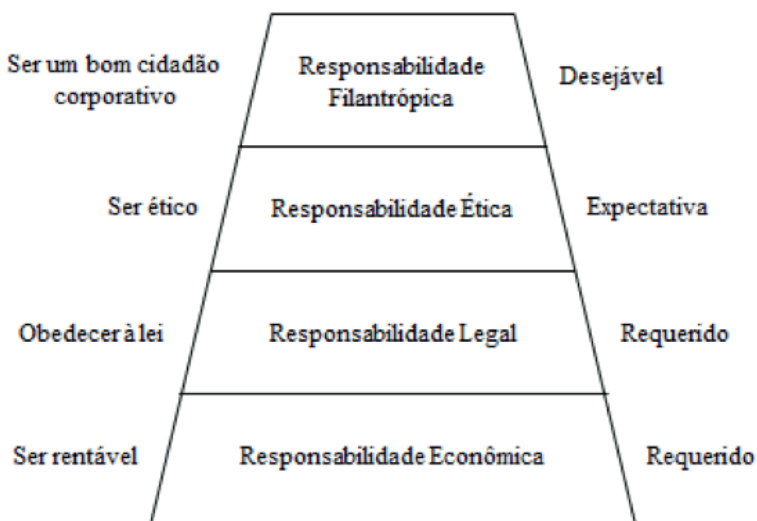 Ser um bom cidadão
corporativo
Responsabilidade
Filantrópica
Desejável
Ser ético
Responsabilidade Ética
Expectativa
Obedecer à lei
Responsabilidade Legal
Requerido
Ser rentável
Responsabilidade Econômica
Requerido